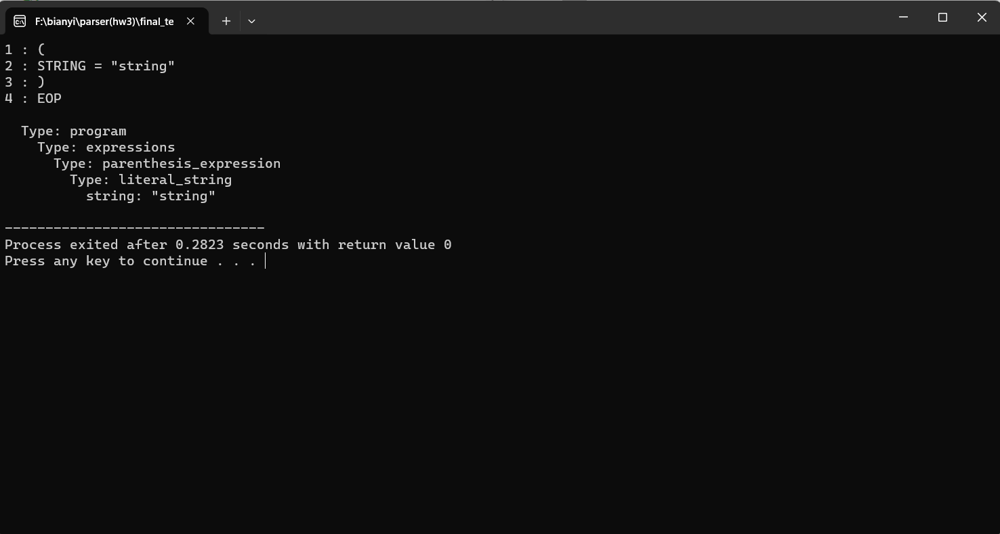 F:\bianyi\parser(hw3)\final_te
1 : (
2 : STRING = "string"
3 : )
4 : EOP
Type: program
Type: expressions
Type: parenthesis_expression
Type: literal_string
string: "string"
--------------------------------
Process exited after 0.2823 seconds with return value 0
Press any key to continue . . .